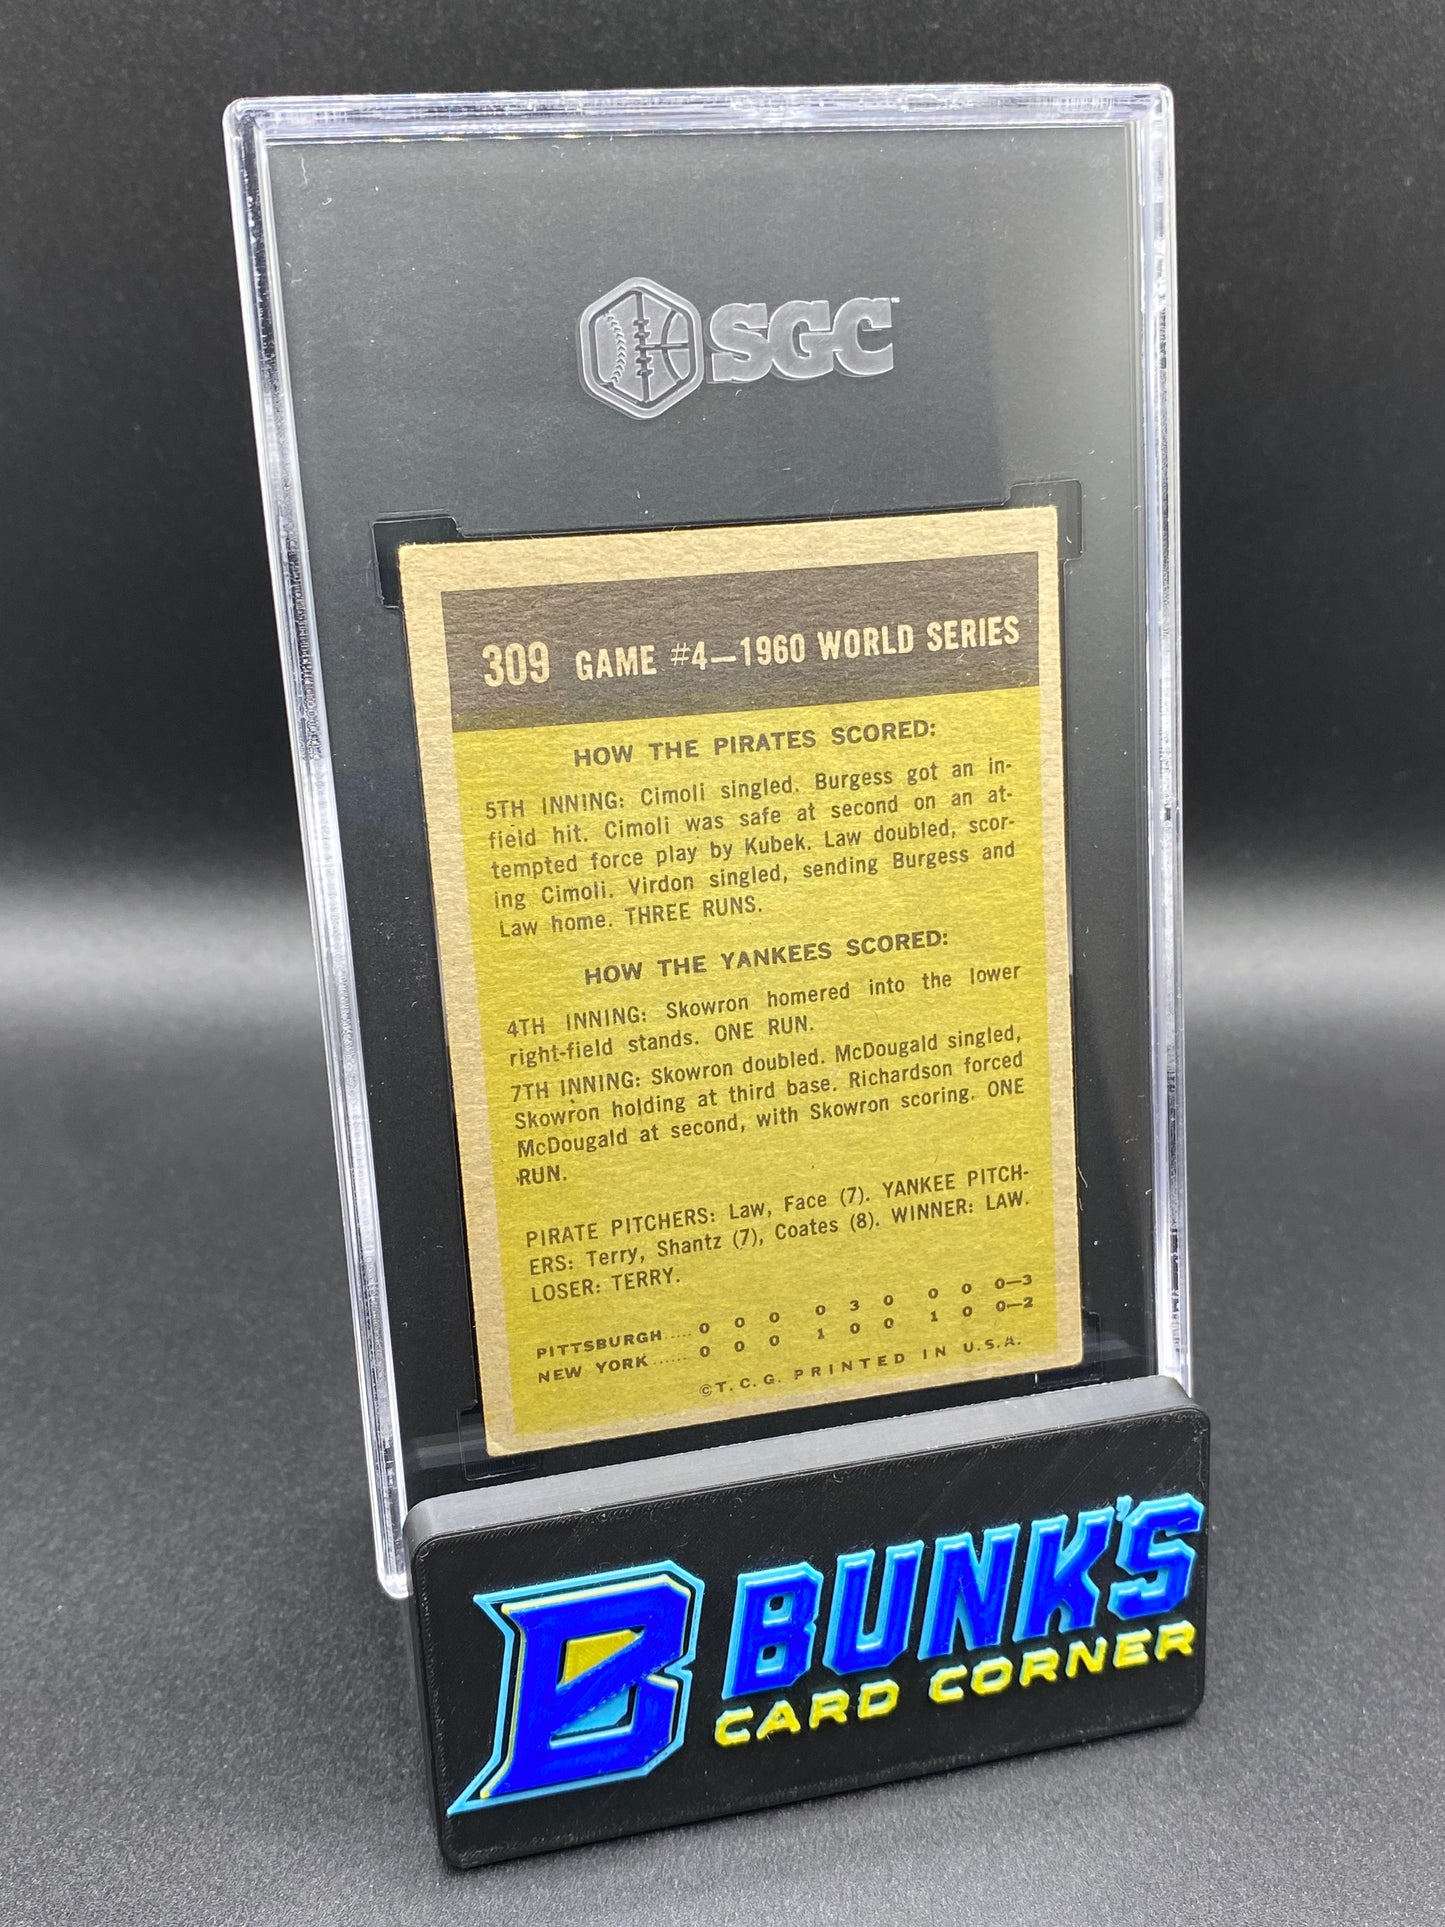 SGC
309 GAME #4—1960 WORLD SERIES
HOW THE PIRATES SCORED:
5TH INNING: Cimoli singled. Burgess got an in-
field hit. Cimoli was safe at second on an at-
tempted force play by Kubek. Law doubled, scor-
ing Cimoli. Virdon singled, sending Burgess and
Law home. THREE RUNS.
HOW THE YANKEES SCORED:
4TH INNING: Skowron homered into the lower
right-field stands. ONE RUN.
7TH INNING: Skowron doubled. McDougald singled,
Skowron holding at third base. Richardson forced
McDougald at second, with Skowron scoring. ONE
RUN.
PIRATE PITCHERS: Law, Face (7). YANKEE PITCH-
ERS: Terry, Shantz (7), Coates (8). WINNER: LAW.
LOSER: TERRY.
PITTSBURGH..... 0 0 0 0 3 0 0 0 0—3
NEW YORK...... 0 0 0 1 0 0 1 0 0—2
©T.C.G. PRINTED IN U.S.A.
B BUNK'S
CARD CORNER